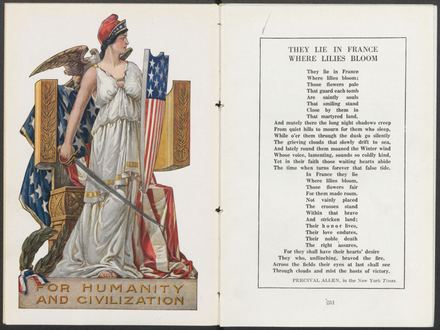 FOR HUMANITY
AND CIVILIZATION
THEY LIE IN FRANCE
WHERE LILIES BLOOM
They lie in France
Where lilies bloom;
Those flowers pale
That guard each tomb
Are saintly souls
That smiling stand
Close by them in
That martyred land,
And mutely there the long night shadows creep
From quiet hills to mourn for them who sleep,
While o'er them through the dusk go silently
The grieving clouds that slowly drift to sea,
And lately round them moaned the Winter wind
Whose voice, lamenting, sounds so coldly kind,
Yet in their faith those waiting hearts abide
The time when turns forever that false tide.
In France they lie
Where lilies bloom,
Those flowers fair
For them made room.
Not vainly placed
The crosses stand
Within that brave
And stricken land;
Their honor lives,
Their love endures,
Their noble death
The right assures,
For they shall have their hearts' desire
They who, unflinching, braved the fire,
Across the fields their eyes at last shall see
Through clouds and mist the hosts of victory.
PERCIVAL ALLEN, in the New York Times.